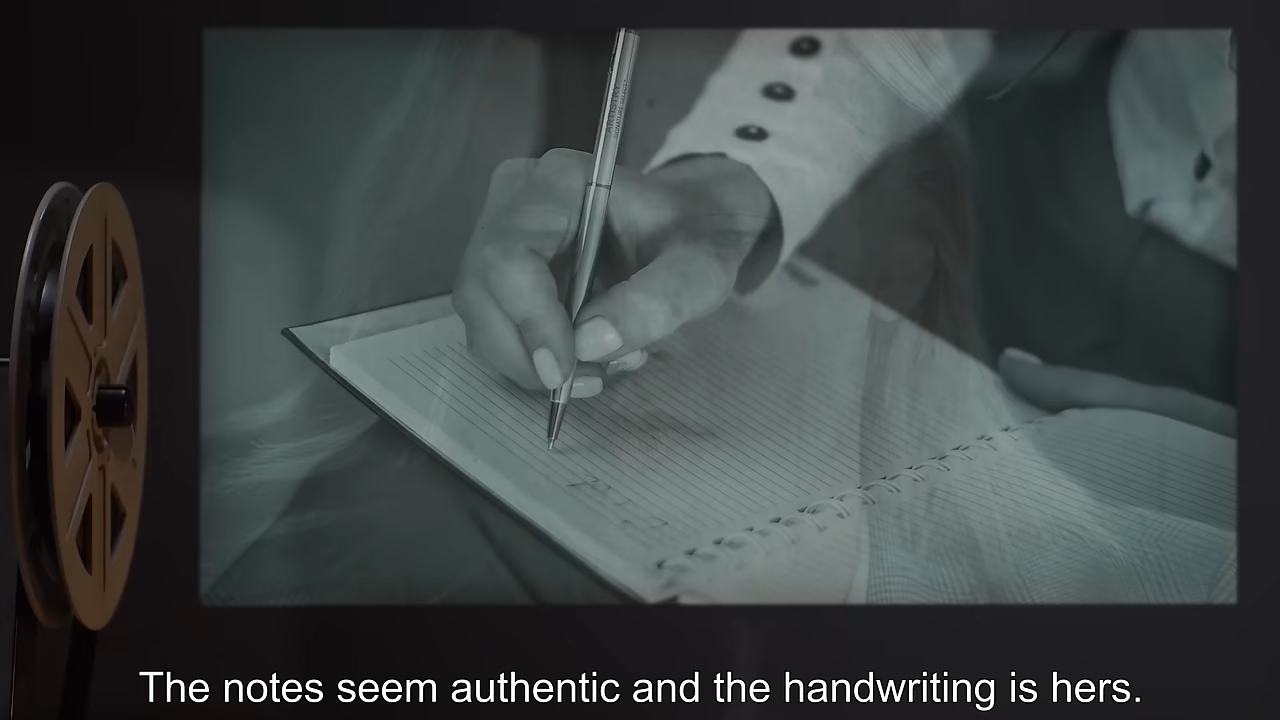 The notes seem authentic and the handwriting is hers.